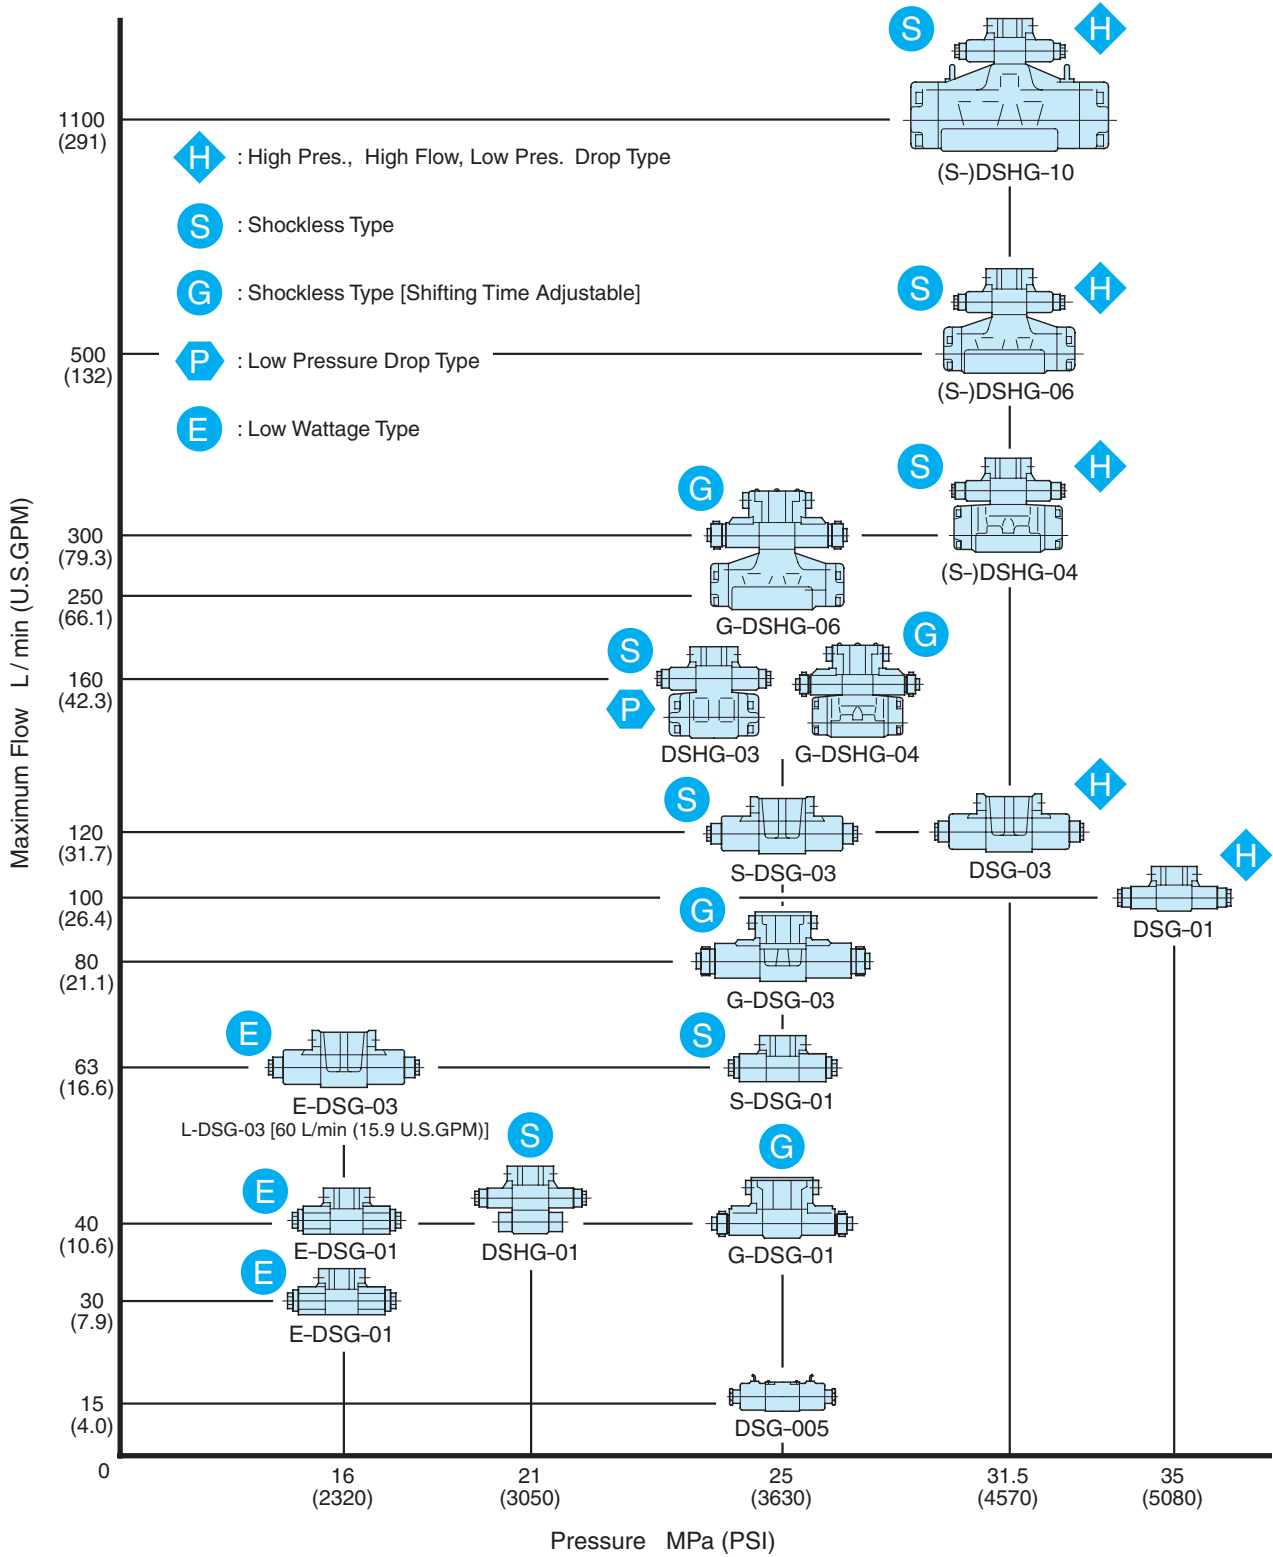 S
H
1100
(291)
(S-)DSHG-10
H : High Pres., High Flow, Low Pres. Drop Type
S : Shockless Type
G : Shockless Type [Shifting Time Adjustable]
P : Low Pressure Drop Type
E : Low Wattage Type
S
H
500
(132)
(S-)DSHG-06
S
H
G
300
(79.3)
(S-)DSHG-04
250
(66.1)
G-DSHG-06
S
G
160
(42.3)
P
DSHG-03
G-DSHG-04
S
H
120
(31.7)
S-DSG-03
DSG-03
H
100
(26.4)
DSG-01
G
80
(21.1)
G-DSG-03
E
S
63
(16.6)
E-DSG-03
S-DSG-01
L-DSG-03 [60 L/min (15.9 U.S.GPM)]
S
G
E
40
(10.6)
E-DSG-01
DSHG-01
G-DSG-01
E
30
(7.9)
E-DSG-01
15
(4.0)
DSG-005
0
16
(2320)
21
(3050)
25
(3630)
31.5
(4570)
35
(5080)
Pressure MPa (PSI)
Maximum Flow L / min (U.S.GPM)